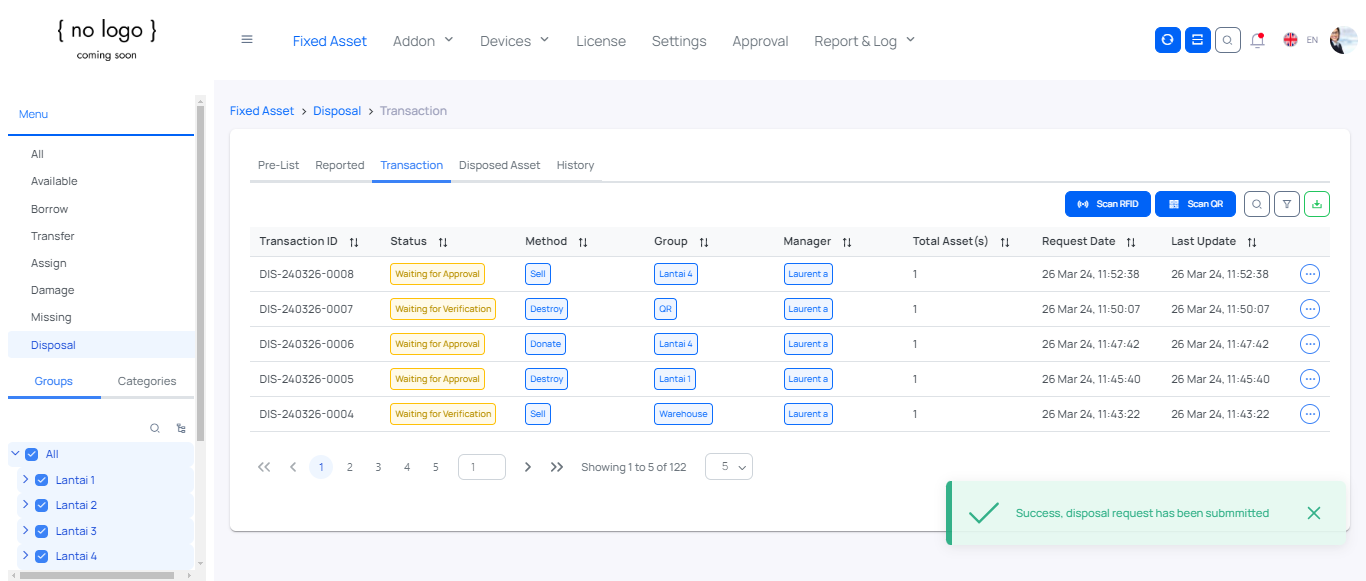 { no logo }
coming soon
Fixed Asset Addon Devices License Settings Approval Report & Log EN
Menu
All
Available
Borrow
Transfer
Assign
Damage
Missing
Disposal
Groups Categories
All
Lantai 1
Lantai 2
Lantai 3
Lantai 4
Fixed Asset > Disposal > Transaction
Pre-List Reported Transaction Disposed Asset History
Scan RFID Scan QR
Transaction ID Status Method Group Manager Total Asset(s) Request Date Last Update
DIS-240326-0008 Waiting for Approval Sell Lantai 4 Laurent a 1 26 Mar 24, 11:52:38 26 Mar 24, 11:52:38
DIS-240326-0007 Waiting for Verification Destroy QR Laurent a 1 26 Mar 24, 11:50:07 26 Mar 24, 11:50:07
DIS-240326-0006 Waiting for Approval Donate Lantai 4 Laurent a 1 26 Mar 24, 11:47:42 26 Mar 24, 11:47:42
DIS-240326-0005 Waiting for Approval Destroy Lantai 1 Laurent a 1 26 Mar 24, 11:45:40 26 Mar 24, 11:45:40
DIS-240326-0004 Waiting for Verification Sell Warehouse Laurent a 1 26 Mar 24, 11:43:22 26 Mar 24, 11:43:22
1 2 3 4 5 1 Showing 1 to 5 of 122 5
Success, disposal request has been submmitted